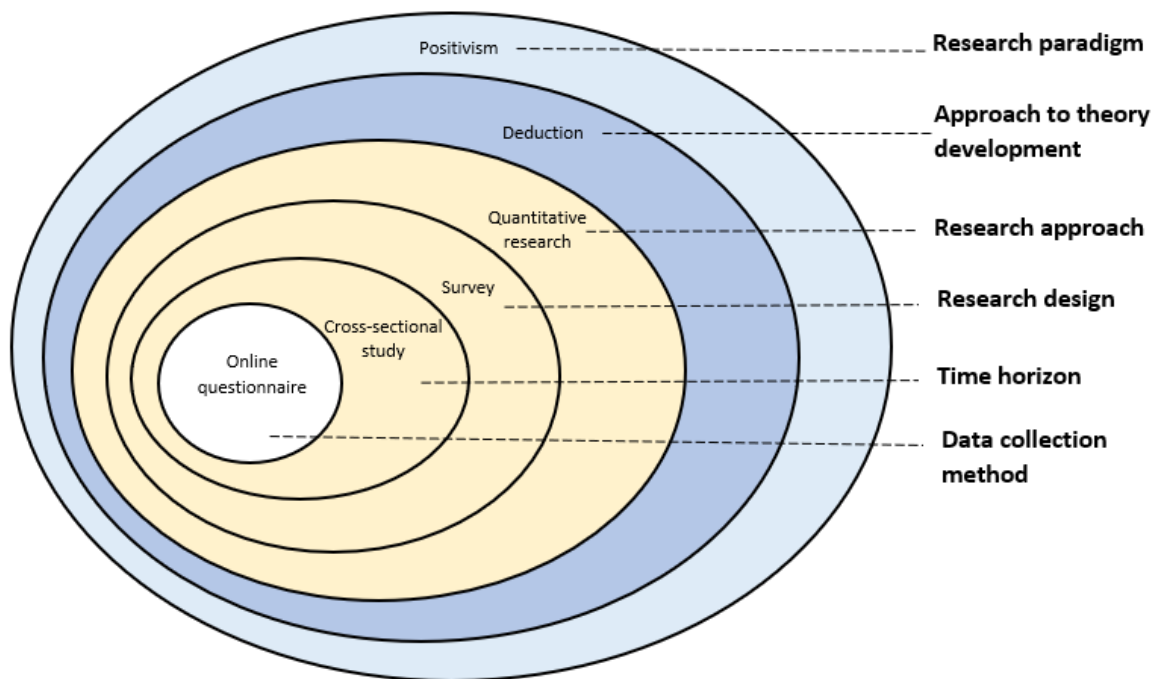 Positivism
Research paradigm
Deduction
Approach to theory
development
Quantitative
research
Research approach
Survey
Research design
Cross-sectional
study
Time horizon
Online
questionnaire
Data collection
method